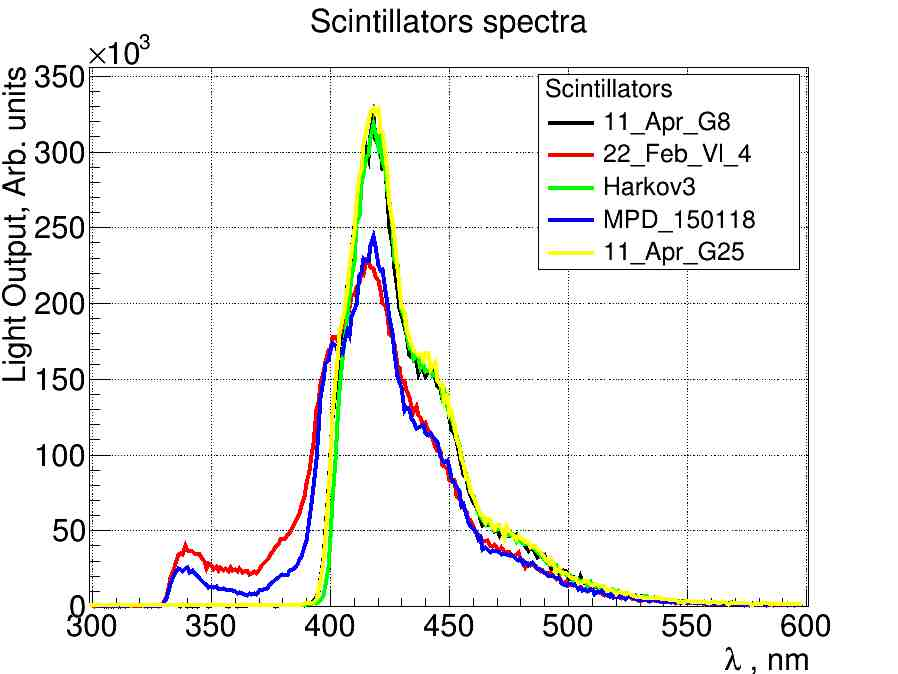 Scintillators spectra
×10³
Light Output, Arb. units
350
300
250
200
150
100
50
0
Scintillators
11_Apr_G8
22_Feb_Vl_4
Harkov3
MPD_150118
11_Apr_G25
300 350 400 450 500 550 600
λ , nm